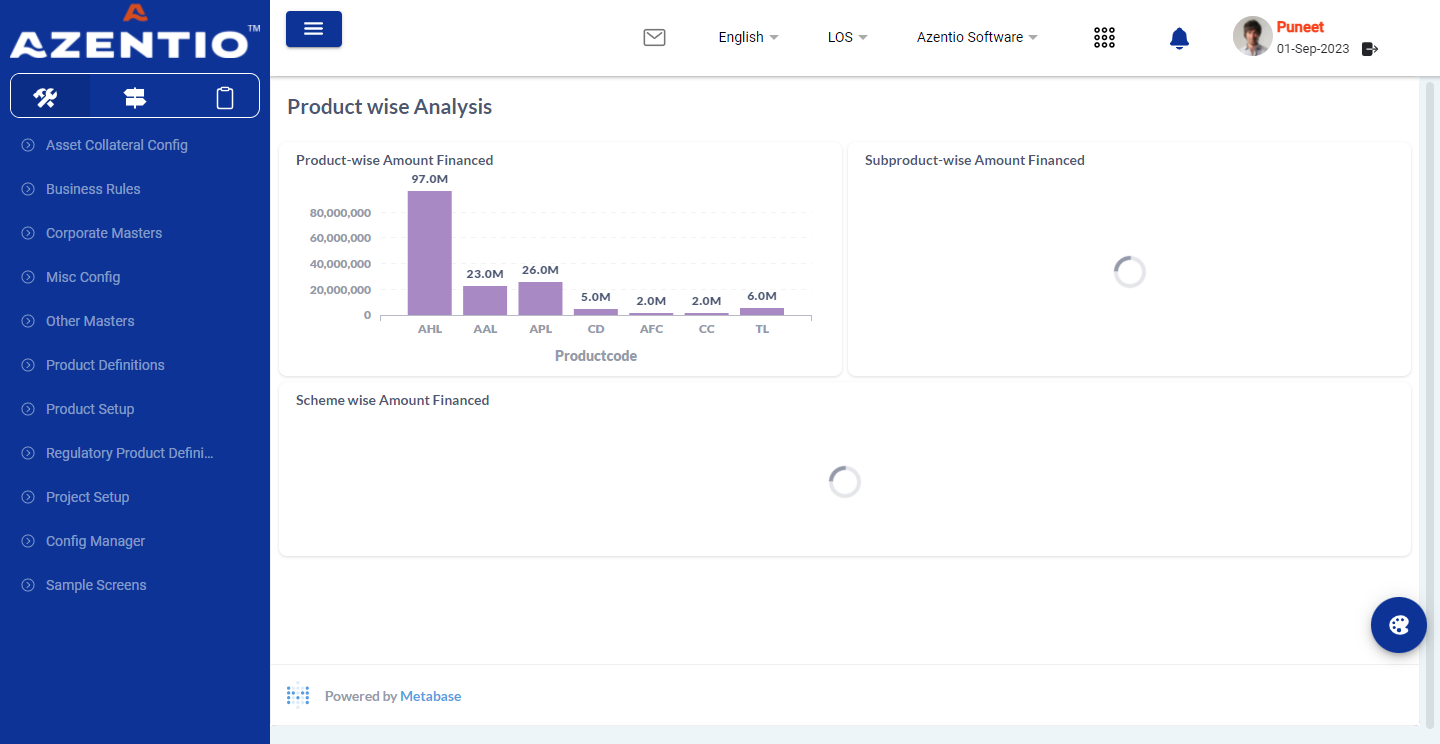 AZENTIO™
English
LOS
Azentio Software
Puneet
01-Sep-2023
Asset Collateral Config
Business Rules
Corporate Masters
Misc Config
Other Masters
Product Definitions
Product Setup
Regulatory Product Defini...
Project Setup
Config Manager
Sample Screens
Product wise Analysis
Product-wise Amount Financed
97.0M
80,000,000
60,000,000
40,000,000
20,000,000
0
23.0M
26.0M
5.0M
2.0M
2.0M
6.0M
AHL AAL APL CD AFC CC TL
Productcode
Subproduct-wise Amount Financed
Scheme wise Amount Financed
Powered by Metabase